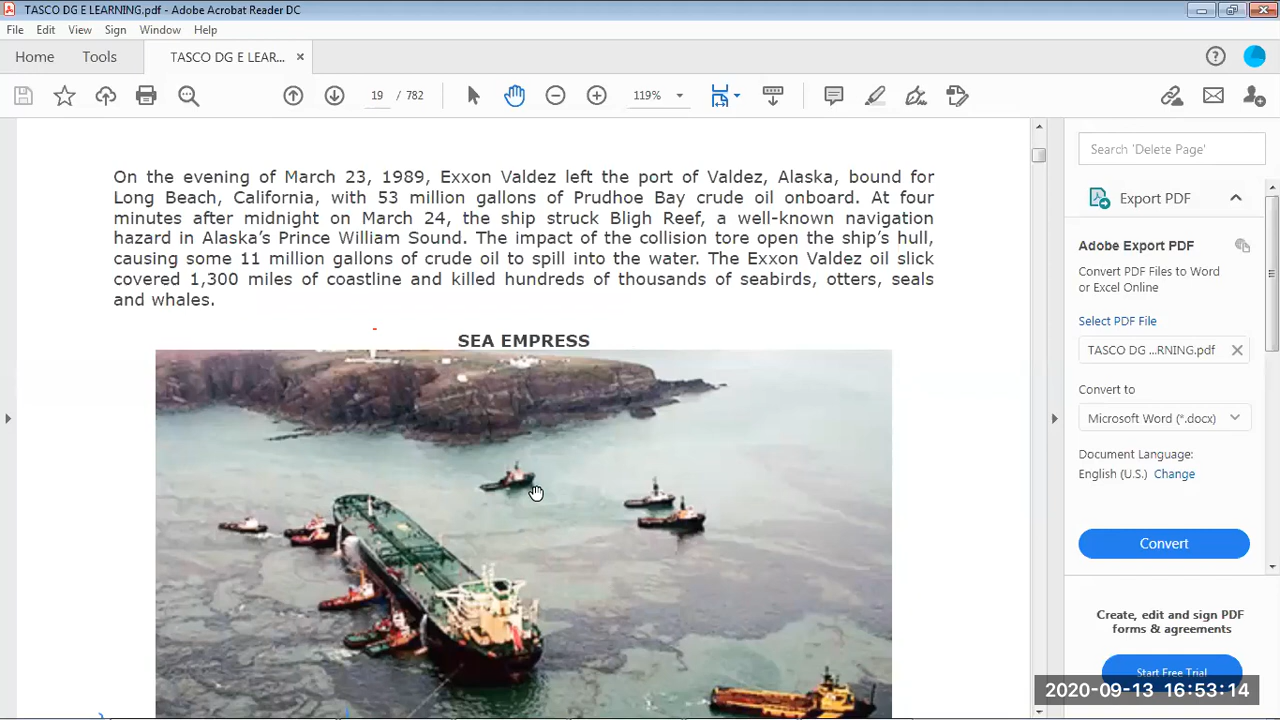 TASCO DG E LEARNING.pdf - Adobe Acrobat Reader DC
File Edit View Sign Window Help
Home Tools TASCO DG E LEAR... ×
19 / 782 119%
On the evening of March 23, 1989, Exxon Valdez left the port of Valdez, Alaska, bound for
Long Beach, California, with 53 million gallons of Prudhoe Bay crude oil onboard. At four
minutes after midnight on March 24, the ship struck Bligh Reef, a well-known navigation
hazard in Alaska’s Prince William Sound. The impact of the collision tore open the ship’s hull,
causing some 11 million gallons of crude oil to spill into the water. The Exxon Valdez oil slick
covered 1,300 miles of coastline and killed hundreds of thousands of seabirds, otters, seals
and whales.
SEA EMPRESS
Search 'Delete Page'
Export PDF
Adobe Export PDF
Convert PDF Files to Word
or Excel Online
Select PDF File
TASCO DG ...RNING.pdf
Convert to
Microsoft Word (*.docx)
Document Language:
English (U.S.) Change
Convert
Create, edit and sign PDF
forms & agreements
Start Free Trial
2020-09-13 16:53:14